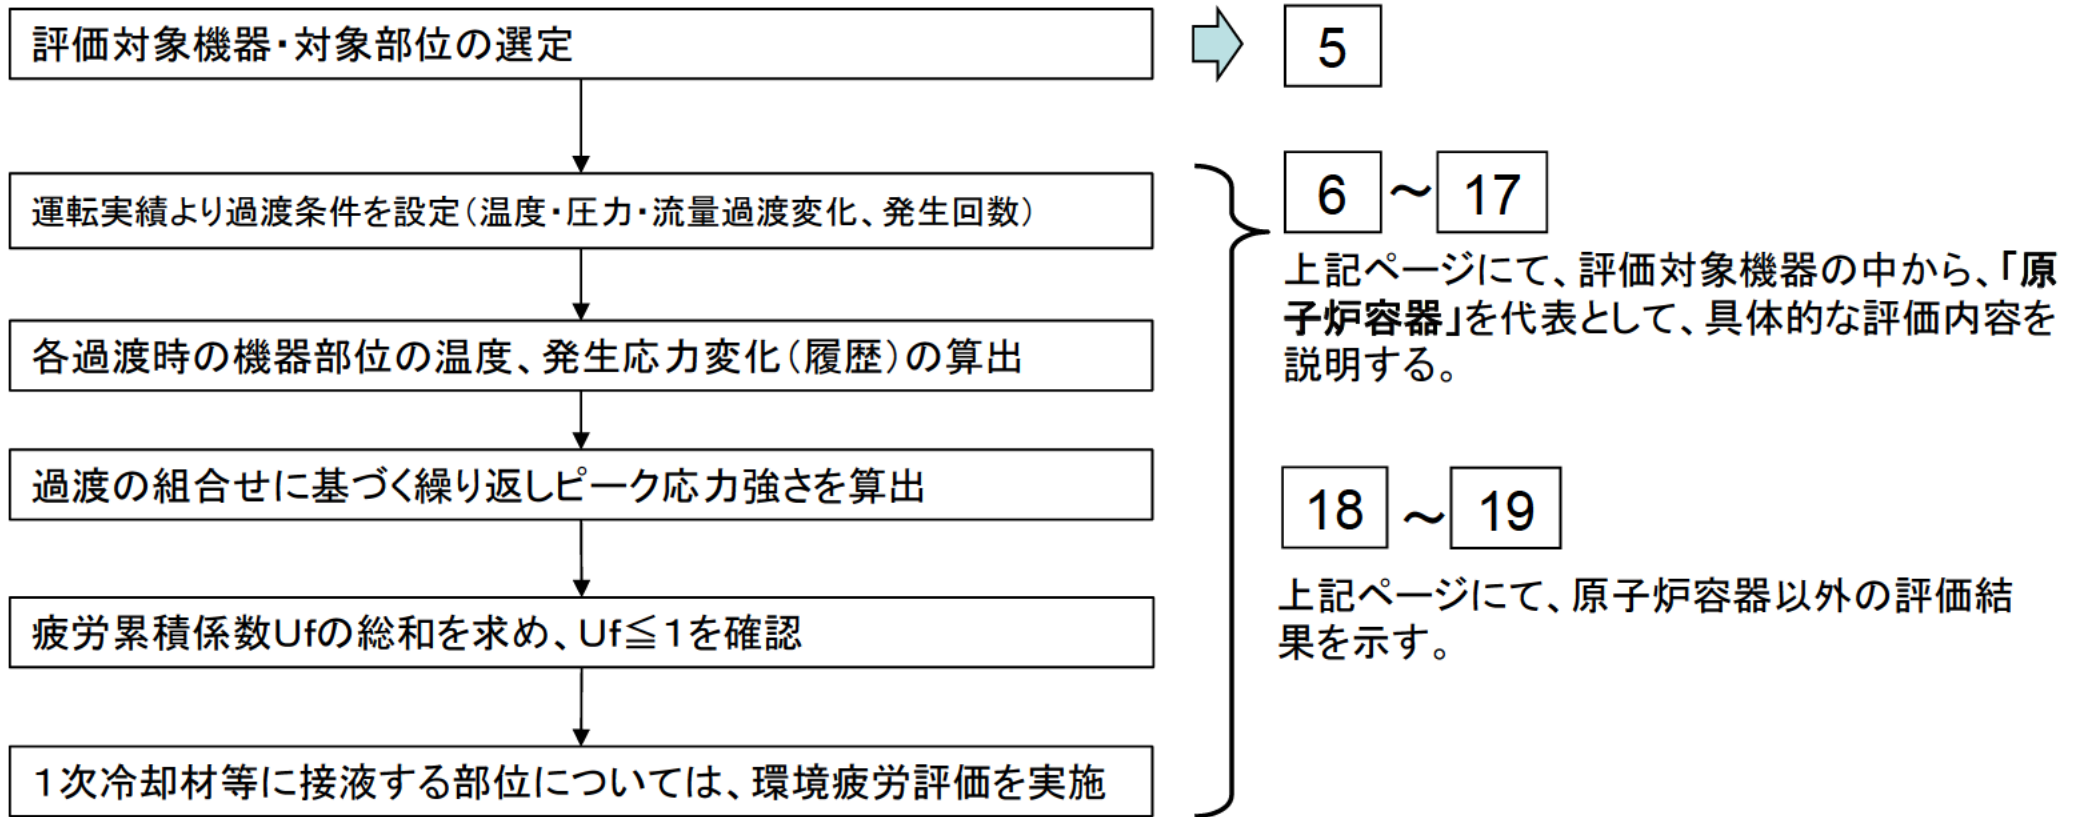 評価対象機器・対象部位の選定
5
運転実績より過渡条件を設定(温度・圧力・流量過渡変化、発生回数)
各過渡時の機器部位の温度、発生応力変化(履歴)の算出
過渡の組合せに基づく繰り返しピーク応力強さを算出
疲労累積係数Ufの総和を求め、Uf≦1を確認
1次冷却材等に接液する部位については、環境疲労評価を実施
6～17
上記ページにて、評価対象機器の中から、「原
子炉容器」を代表として、具体的な評価内容を
説明する。
18～19
上記ページにて、原子炉容器以外の評価結
果を示す。